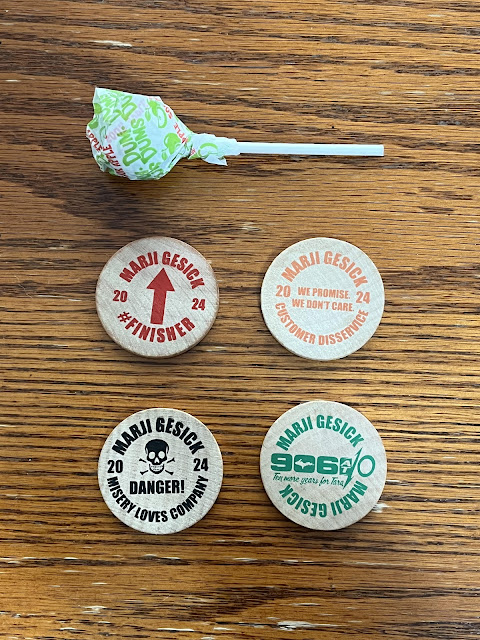 DUM DUMS
APPLE
MARJI GESICK
20 24
#FINISHER
MARJI GESICK
20 WE PROMISE. 24
WE DON'T CARE.
CUSTOMER DISSERVICE
MARJI GESICK
20 24
DANGER!
MISERY LOVES COMPANY
MARJI GESICK
906 10
Ten more years for Tara
MARJI GESICK